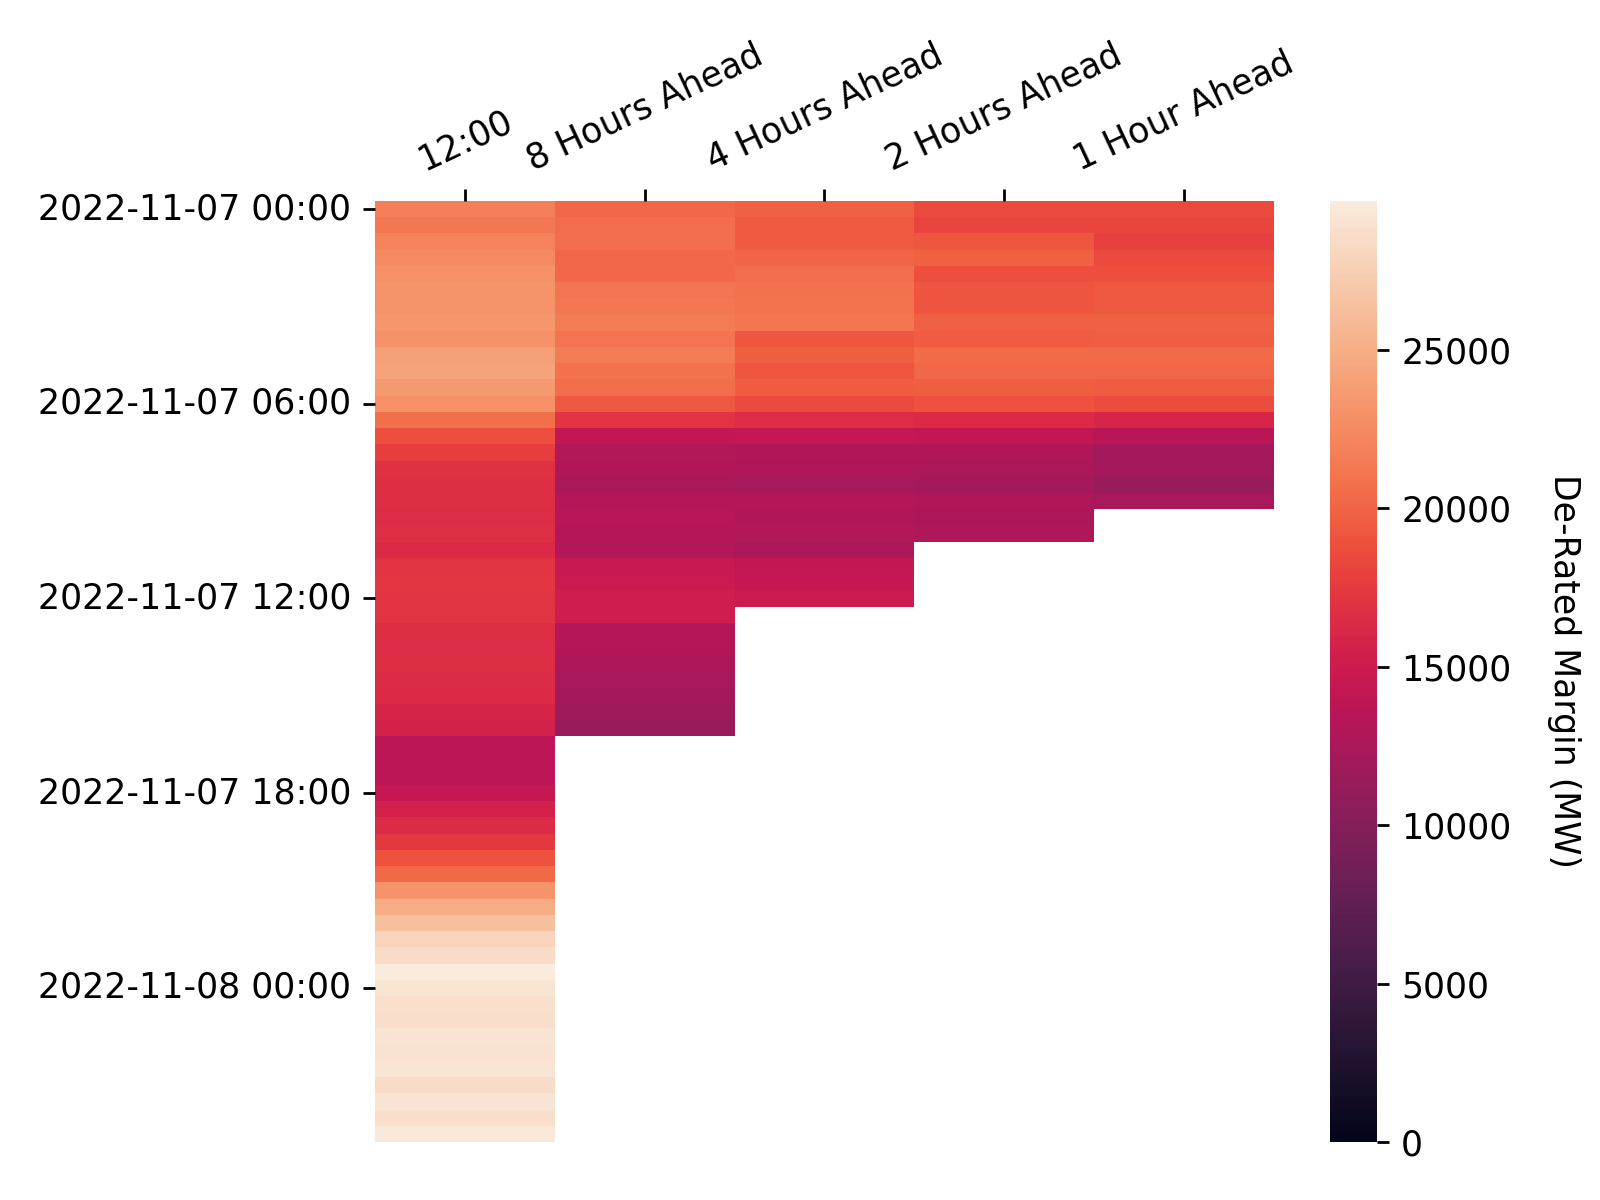 12:00
8 Hours Ahead
4 Hours Ahead
2 Hours Ahead
1 Hour Ahead
2022-11-07 00:00
2022-11-07 06:00
2022-11-07 12:00
2022-11-07 18:00
2022-11-08 00:00
25000
20000
15000
10000
5000
0
De-Rated Margin (MW)